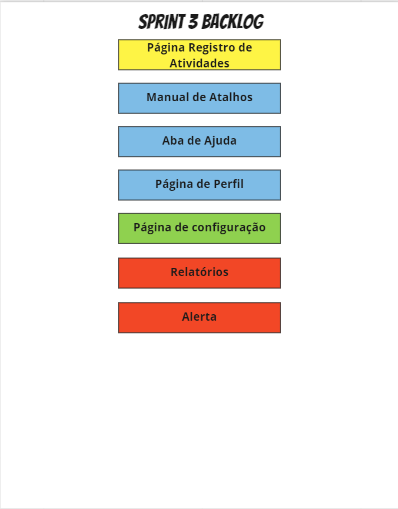 SPRINT 3 BACKLOG
Página Registro de
Atividades
Manual de Atalhos
Aba de Ajuda
Página de Perfil
Página de configuração
Relatórios
Alerta